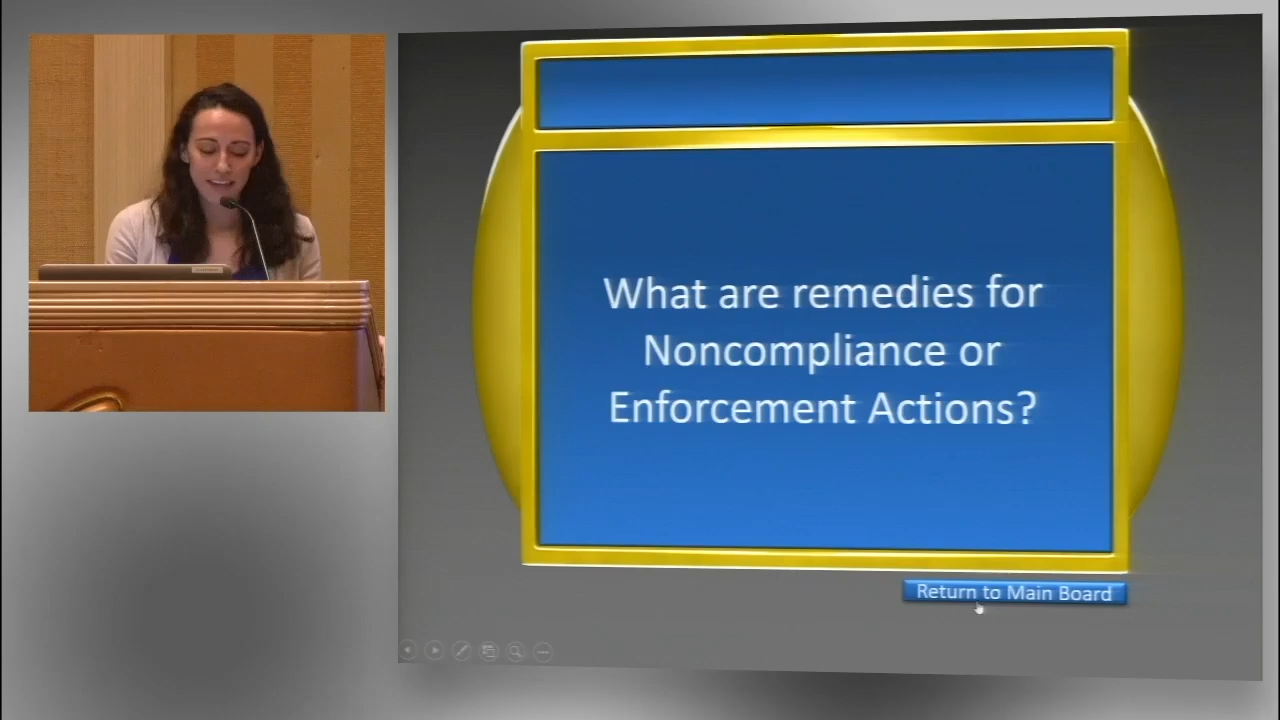 What are remedies for
Noncompliance or
Enforcement Actions?
Return to Main Board